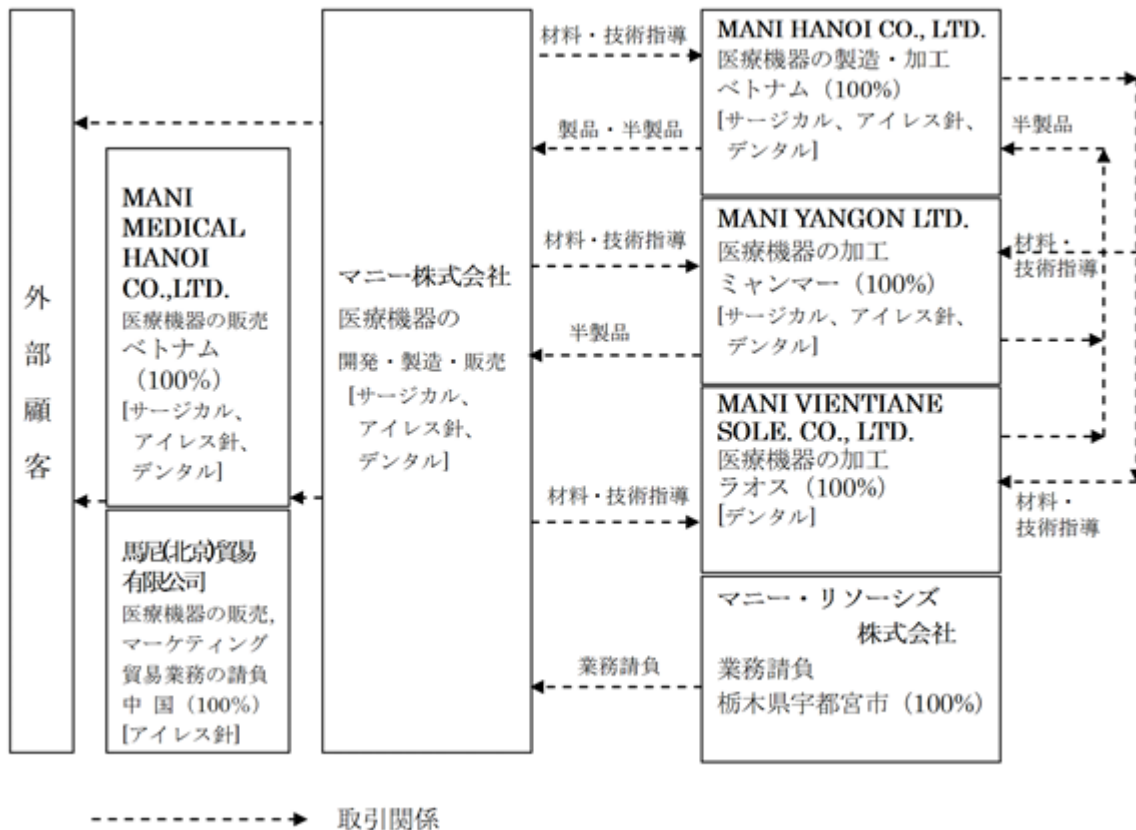 外部顧客
MANI
MEDICAL
HANOI
CO.,LTD.
医療機器の販売
ベトナム
(100%)
[サージカル、
アイレス針、
デンタル]
馬尼(北京)貿易
有限公司
医療機器の販売,
マーケティング
貿易業務の請負
中 国 (100%)
[アイレス針]
マニー株式会社
医療機器の
開発・製造・販売
[サージカル、
アイレス針、
デンタル]
材料・技術指導
製品・半製品
材料・技術指導
半製品
材料・技術指導
業務請負
MANI HANOI CO., LTD.
医療機器の製造・加工
ベトナム (100%)
[サージカル、アイレス針、
デンタル]
MANI YANGON LTD.
医療機器の加工
ミャンマー (100%)
[サージカル、アイレス針、
デンタル]
MANI VIENTIANE
SOLE. CO., LTD.
医療機器の加工
ラオス (100%)
[デンタル]
マニー・リソーシズ
株式会社
業務請負
栃木県宇都宮市 (100%)
半製品
材料・
技術指導
材料・
技術指導
取引関係